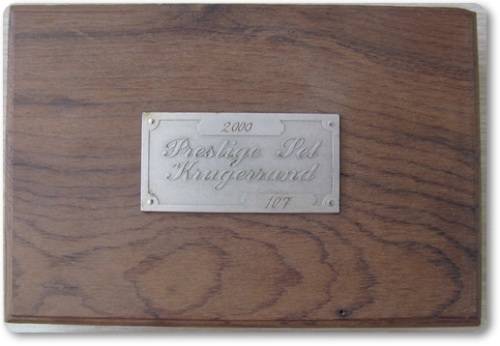 2000
Prestige Set
Krugerrand
107